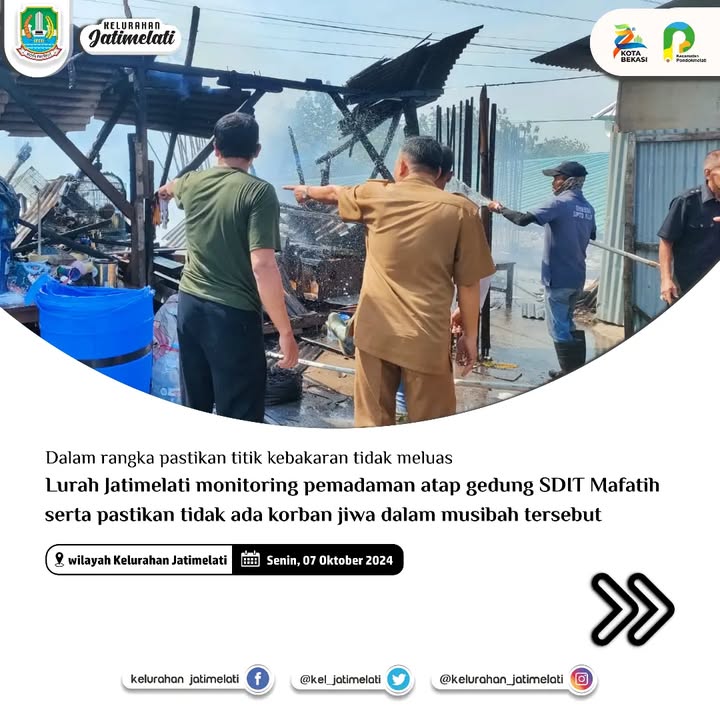 KELURAHAN
Jatimelati
KOTA
BEKASI
Kecamatan
Pondokmelati
Dalam rangka pastikan titik kebakaran tidak meluas
Lurah Jatimelati monitoring pemadaman atap gedung SDIT Mafatih
serta pastikan tidak ada korban jiwa dalam musibah tersebut
wilayah Kelurahan Jatimelati
Senin, 07 Oktober 2024
kelurahan jatimelati
@kel_jatimelati
@kelurahan_jatimelati